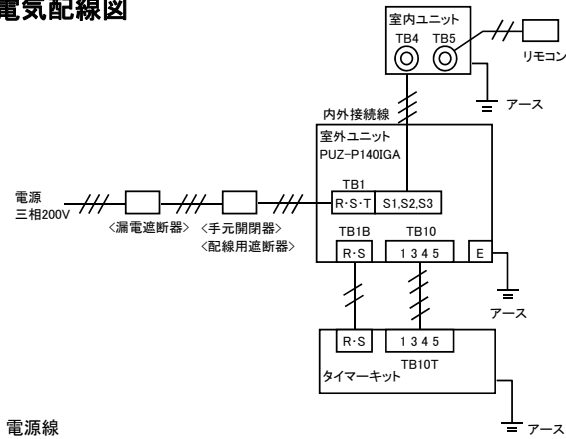 電気配線図
室内ユニット
TB4 TB5
リモコン
アース
内外接続線
室外ユニット
PUZ-P140IGA
TB1
R･S･T S1,S2,S3
電源
三相200V
<漏電遮断器> <手元開閉器>
<配線用遮断器>
TB1B TB10
R･S 1 3 4 5 E
アース
R･S 1 3 4 5
TB10T
タイマーキット
電源線
アース